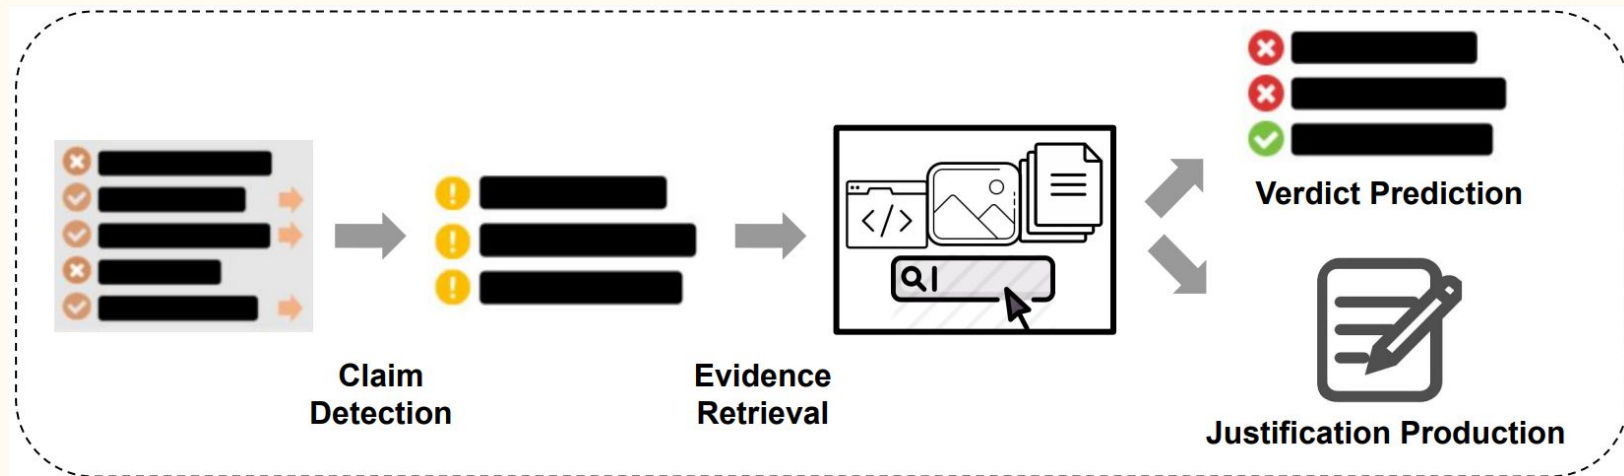 Claim
Detection
Evidence
Retrieval
</>
Verdict Prediction
Justification Production